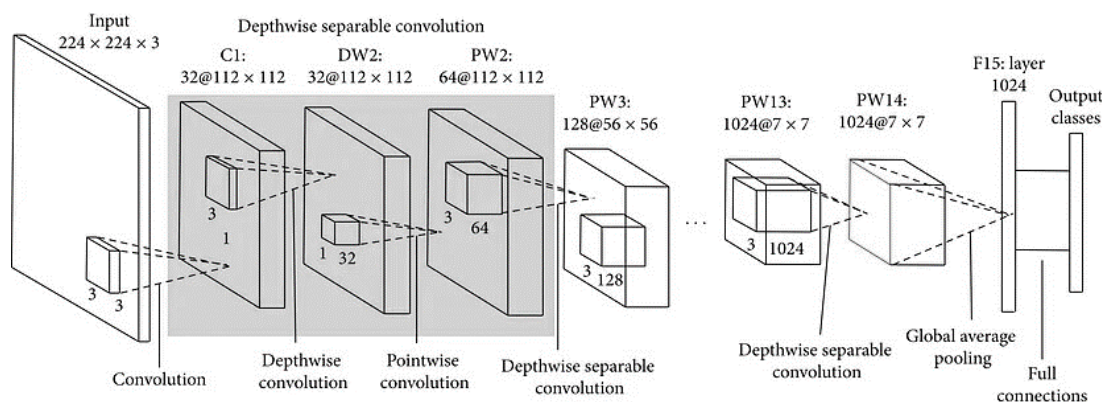 Input
224 × 224 × 3
Depthwise separable convolution
C1:
32@112 × 112
DW2:
32@112 × 112
PW2:
64@112 × 112
PW3:
128@56 × 56
PW13:
1024@7 × 7
PW14:
1024@7 × 7
F15: layer
1024
Output
classes
3
3
3
1
1
32
3
64
3
128
...
3
1024
Convolution
Depthwise
convolution
Pointwise
convolution
Depthwise separable
convolution
Depthwise separable
convolution
Global average
pooling
Full
connections